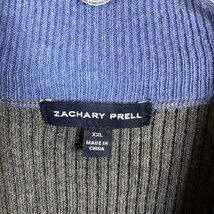 ZACHARY PRELL
XXL
MADE IN
CHINA